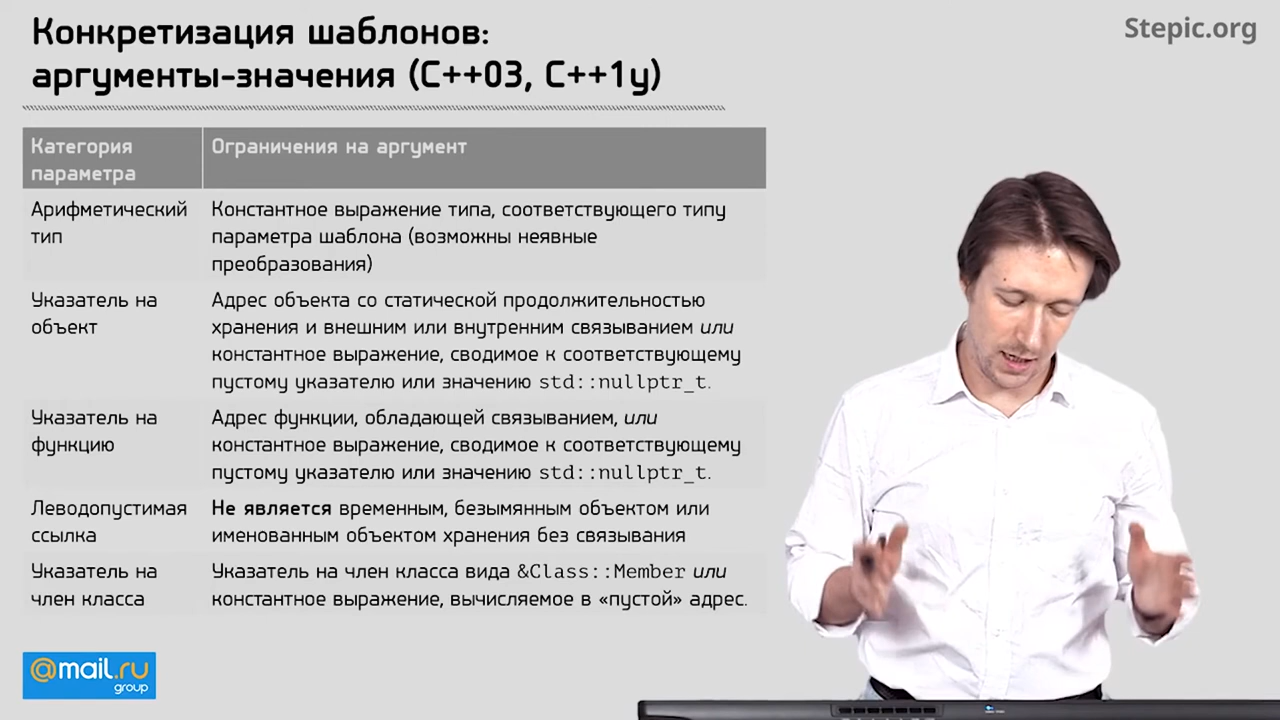 Конкретизация шаблонов:
аргументы-значения (C++03, C++1y)
Stepic.org
Категория
параметра
Ограничения на аргумент
Арифметический
тип
Константное выражение типа, соответствующего типу
параметра шаблона (возможны неявные
преобразования)
Указатель на
объект
Адрес объекта со статической продолжительностью
хранения и внешним или внутренним связыванием или
константное выражение, сводимое к соответствующему
пустому указателю или значению std::nullptr_t.
Указатель на
функцию
Адрес функции, обладающей связыванием, или
константное выражение, сводимое к соответствующему
пустому указателю или значению std::nullptr_t.
Леводопустимая
ссылка
Не является временным, безымянным объектом или
именованным объектом хранения без связывания
Указатель на
член класса
Указатель на член класса вида &Class::Member или
константное выражение, вычисляемое в «пустой» адрес.
@mail.ru
group